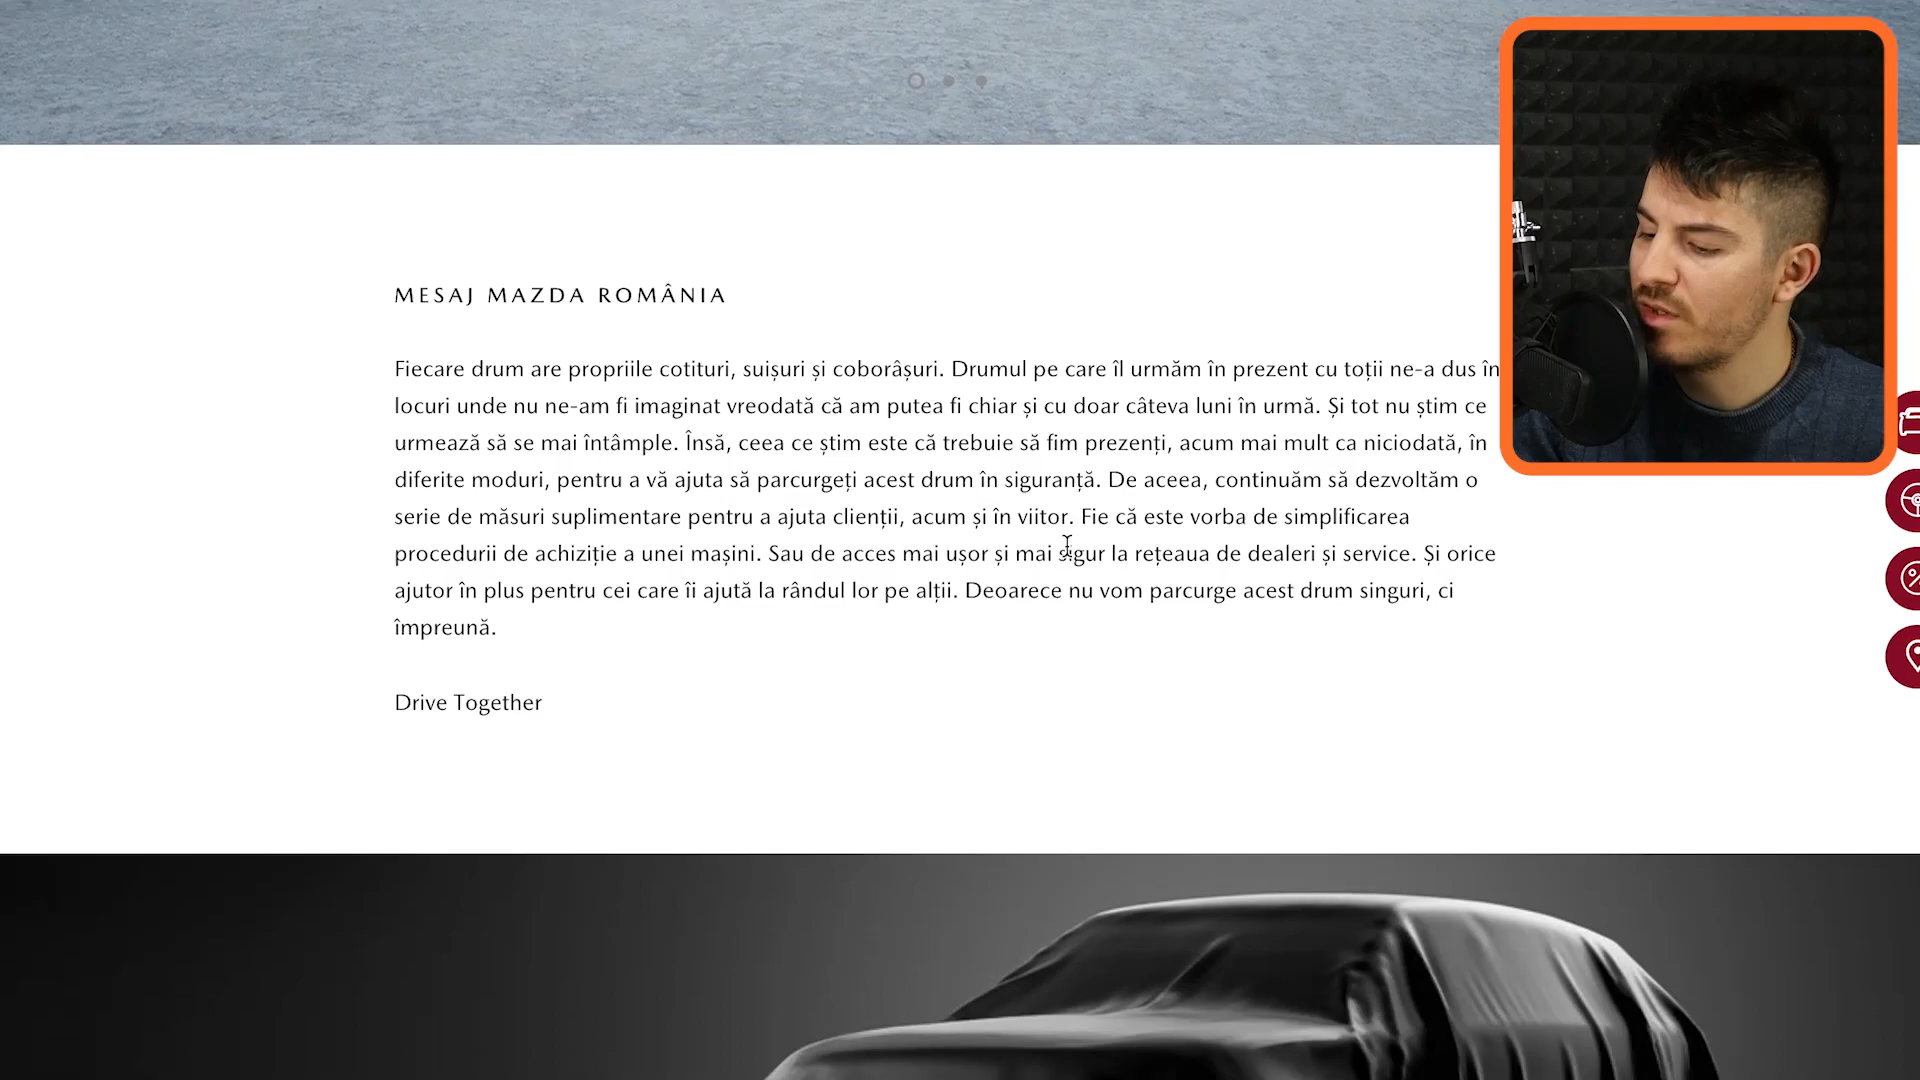 MESAJ MAZDA ROMÂNIA
Fiecare drum are propriile cotituri, suișuri și coborâșuri. Drumul pe care îl urmăm în prezent cu toții ne-a dus în
locuri unde nu ne-am fi imaginat vreodată că am putea fi chiar și cu doar câteva luni în urmă. Și tot nu știm ce
urmează să se mai întâmple. Însă, ceea ce știm este că trebuie să fim prezenți, acum mai mult ca niciodată, în
diferite moduri, pentru a vă ajuta să parcurgeți acest drum în siguranță. De aceea, continuăm să dezvoltăm o
serie de măsuri suplimentare pentru a ajuta clienții, acum și în viitor. Fie că este vorba de simplificarea
procedurii de achiziție a unei mașini. Sau de acces mai ușor și mai sigur la rețeaua de dealeri și service. Și orice
ajutor în plus pentru cei care îi ajută la rândul lor pe alții. Deoarece nu vom parcurge acest drum singuri, ci
împreună.
Drive Together